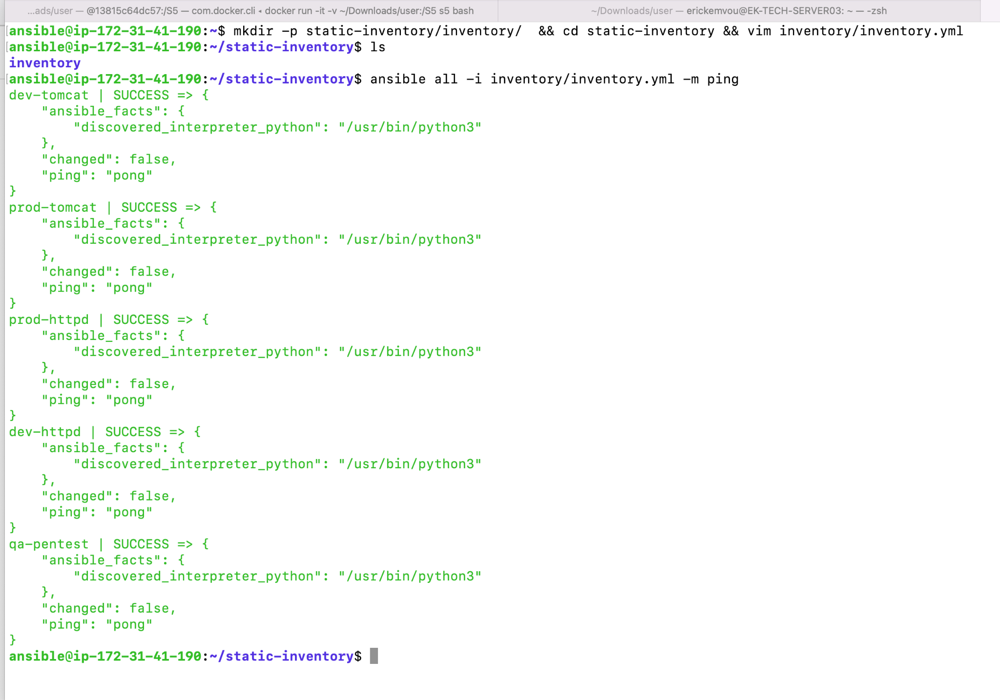 ...ads/user — @13815c64dc57:/S5 — com.docker.cli ◂ docker run -it -v ~/Downloads/user:/S5 s5 bash
~/Downloads/user — erickemvou@EK-TECH-SERVER03: ~ — -zsh
[ansible@ip-172-31-41-190:~$ mkdir -p static-inventory/inventory/  && cd static-inventory && vim inventory/inventory.yml
[ansible@ip-172-31-41-190:~/static-inventory$ ls
inventory
[ansible@ip-172-31-41-190:~/static-inventory$ ansible all -i inventory/inventory.yml -m ping
dev-tomcat | SUCCESS => {
    "ansible_facts": {
        "discovered_interpreter_python": "/usr/bin/python3"
    },
    "changed": false,
    "ping": "pong"
}
prod-tomcat | SUCCESS => {
    "ansible_facts": {
        "discovered_interpreter_python": "/usr/bin/python3"
    },
    "changed": false,
    "ping": "pong"
}
prod-httpd | SUCCESS => {
    "ansible_facts": {
        "discovered_interpreter_python": "/usr/bin/python3"
    },
    "changed": false,
    "ping": "pong"
}
dev-httpd | SUCCESS => {
    "ansible_facts": {
        "discovered_interpreter_python": "/usr/bin/python3"
    },
    "changed": false,
    "ping": "pong"
}
qa-pentest | SUCCESS => {
    "ansible_facts": {
        "discovered_interpreter_python": "/usr/bin/python3"
    },
    "changed": false,
    "ping": "pong"
}
ansible@ip-172-31-41-190:~/static-inventory$